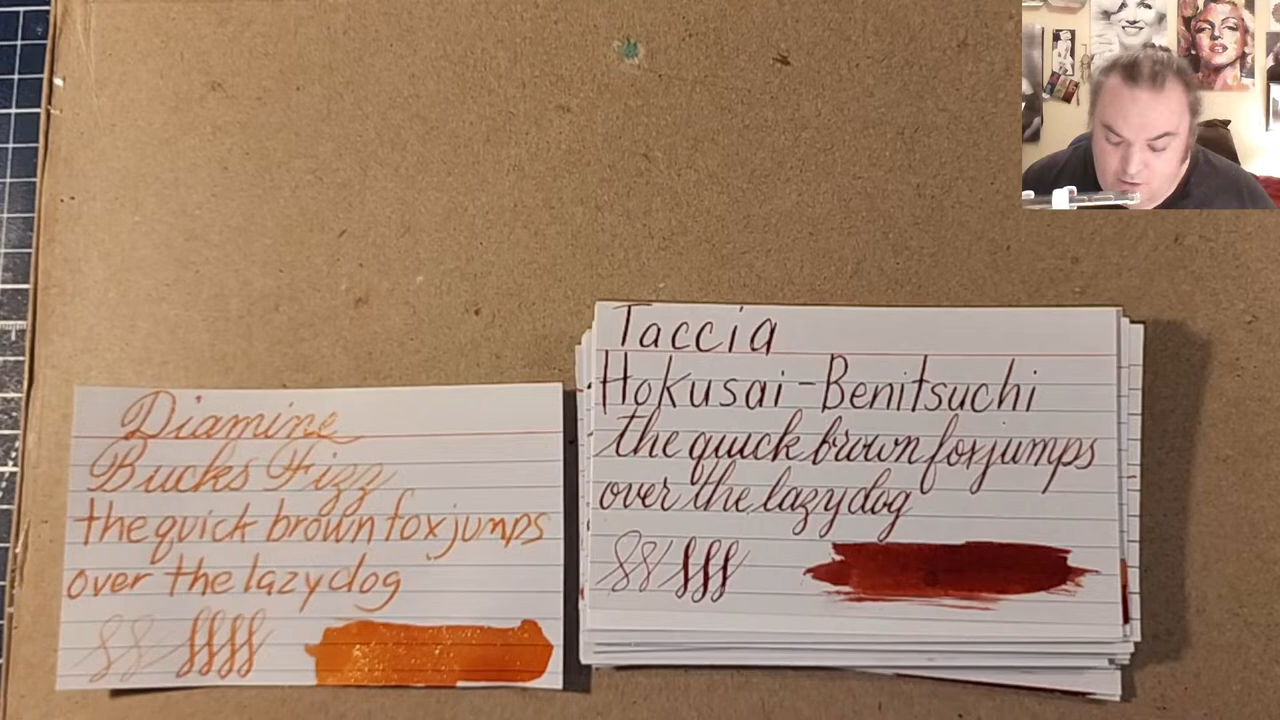 Diamine
Bucks Fizz
the quick brown fox jumps
over the lazy dog
Taccia
Hokusai-Benitsuchi
the quick brown fox jumps
over the lazy dog